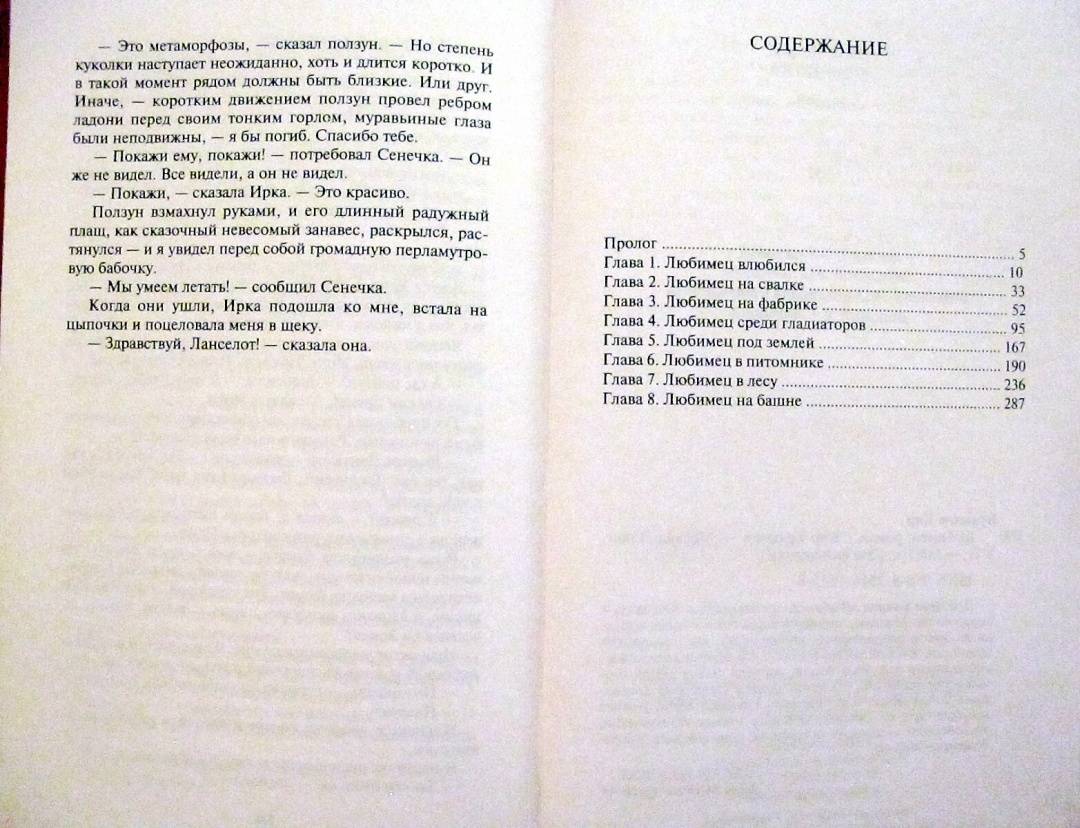 — Это метаморфозы, — сказал ползун. — Но степень
куколки наступает неожиданно, хоть и длится коротко. И
в такой момент рядом должны быть близкие. Или друг.
Иначе, — коротким движением ползун провел ребром
ладони перед своим тонким горлом, муравьиные глаза
были неподвижны, — я бы погиб. Спасибо тебе.
— Покажи ему, покажи! — потребовал Сенечка. — Он
же не видел. Все видели, а он не видел.
— Покажи, — сказала Ирка. — Это красиво.
Ползун взмахнул руками, и его длинный радужный
плащ, как сказочный невесомый занавес, раскрылся, рас-
тянулся — и я увидел перед собой громадную перламутро-
вую бабочку.
— Мы умеем летать! — сообщил Сенечка.
Когда они ушли, Ирка подошла ко мне, встала на
цыпочки и поцеловала меня в щеку.
— Здравствуй, Ланселот! — сказала она.
СОДЕРЖАНИЕ
Пролог ... 5
Глава 1. Любимец влюбился ... 10
Глава 2. Любимец на свалке ... 33
Глава 3. Любимец на фабрике ... 52
Глава 4. Любимец среди гладиаторов ... 95
Глава 5. Любимец под землей ... 167
Глава 6. Любимец в питомнике ... 190
Глава 7. Любимец в лесу ... 236
Глава 8. Любимец на башне ... 287